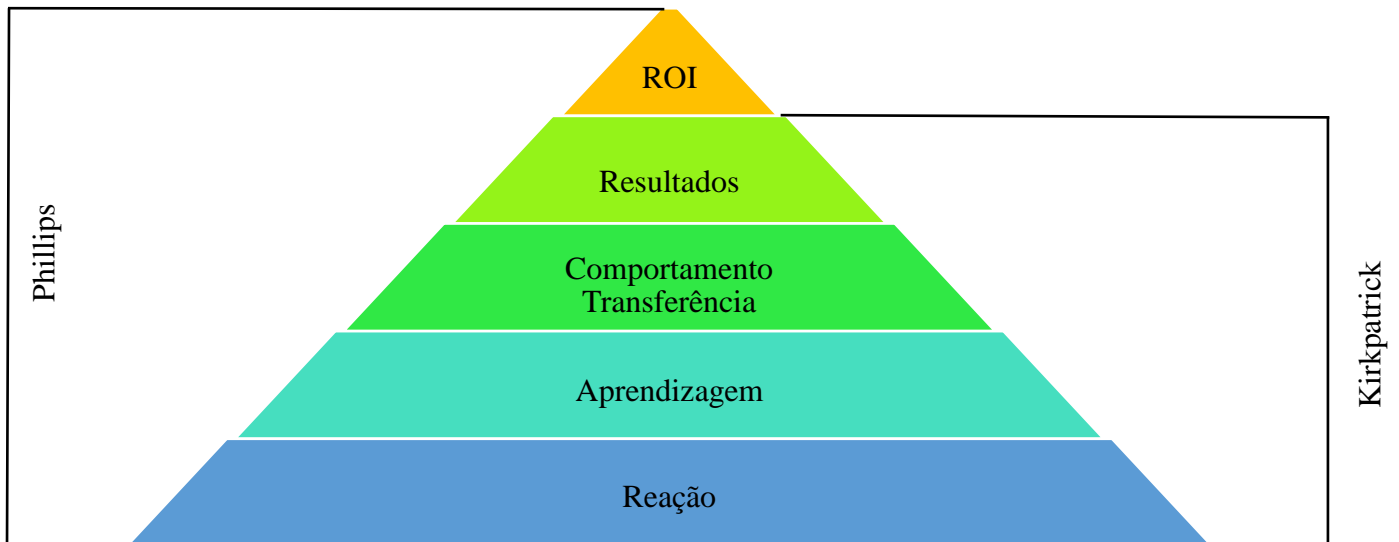 ROI
Resultados
Comportamento
Transferência
Aprendizagem
Reação
Phillips
Kirkpatrick